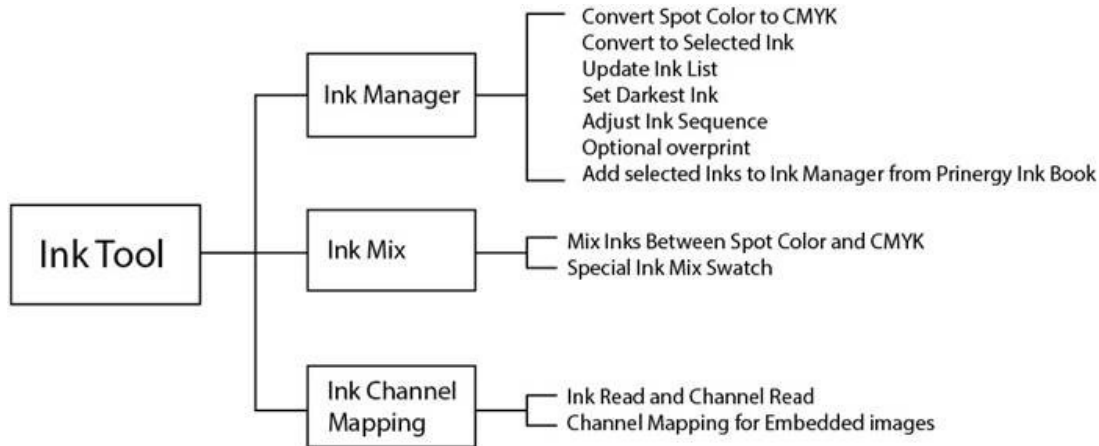 Ink Tool
Ink Manager
Convert Spot Color to CMYK
Convert to Selected Ink
Update Ink List
Set Darkest Ink
Adjust Ink Sequence
Optional overprint
Add selected Inks to Ink Manager from Prinergy Ink Book
Ink Mix
Mix Inks Between Spot Color and CMYK
Special Ink Mix Swatch
Ink Channel
Mapping
Ink Read and Channel Read
Channel Mapping for Embedded images